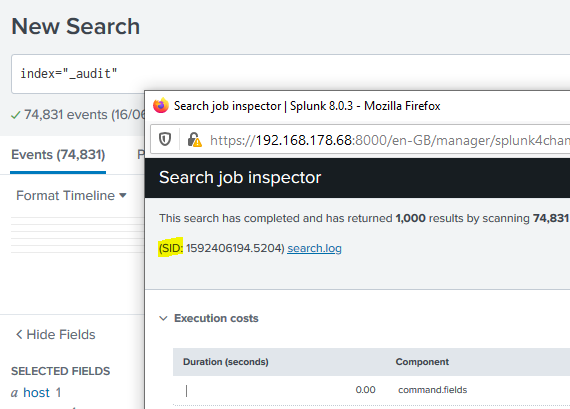 New Search
index="_audit"
74,831 events (16/06
Events (74,831)
P
Format Timeline
Hide Fields
SELECTED FIELDS
a host 1
Search job inspector | Splunk 8.0.3 - Mozilla Firefox
https://192.168.178.68:8000/en-GB/manager/splunk4chan
Search job inspector
This search has completed and has returned 1,000 results by scanning 74,831
(SID: 1592406194.5204) search.log
Execution costs
Duration (seconds) Component
0.00 command.fields